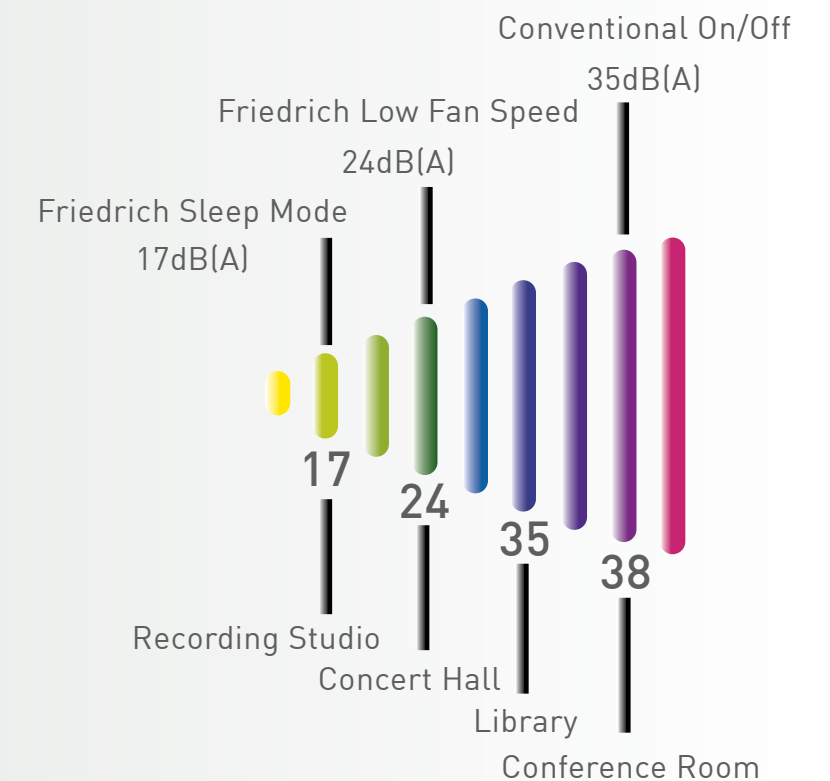 Conventional On/Off
35dB(A)
Friedrich Low Fan Speed
24dB(A)
Friedrich Sleep Mode
17dB(A)
17
24
35
38
Recording Studio
Concert Hall
Library
Conference Room